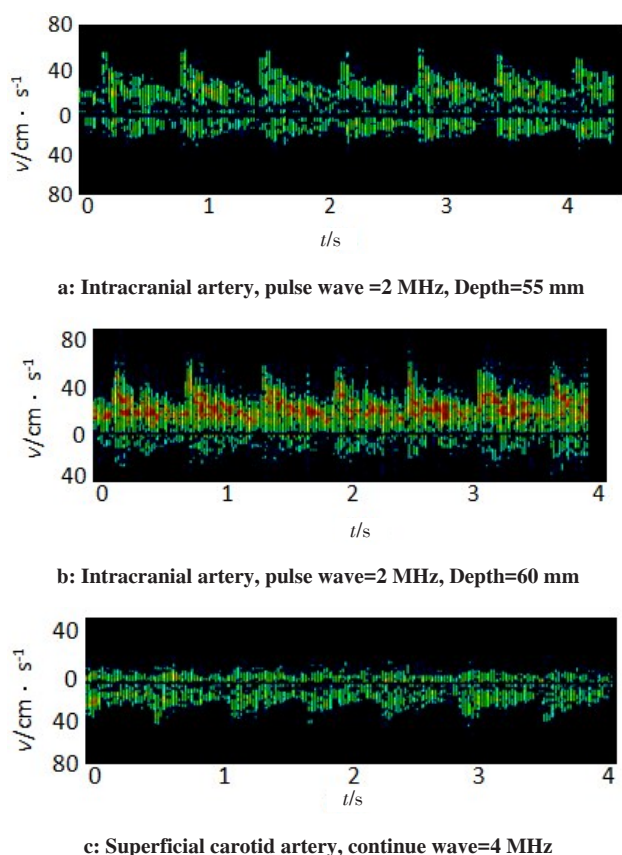 80
40
0
40
80
v/cm · s⁻¹
0 1 2 3 4
t/s
a: Intracranial artery, pulse wave =2 MHz, Depth=55 mm
80
40
0
40
v/cm · s⁻¹
0 1 2 3 4
t/s
b: Intracranial artery, pulse wave=2 MHz, Depth=60 mm
40
0
40
80
v/cm · s⁻¹
0 1 2 3 4
t/s
c: Superficial carotid artery, continue wave=4 MHz